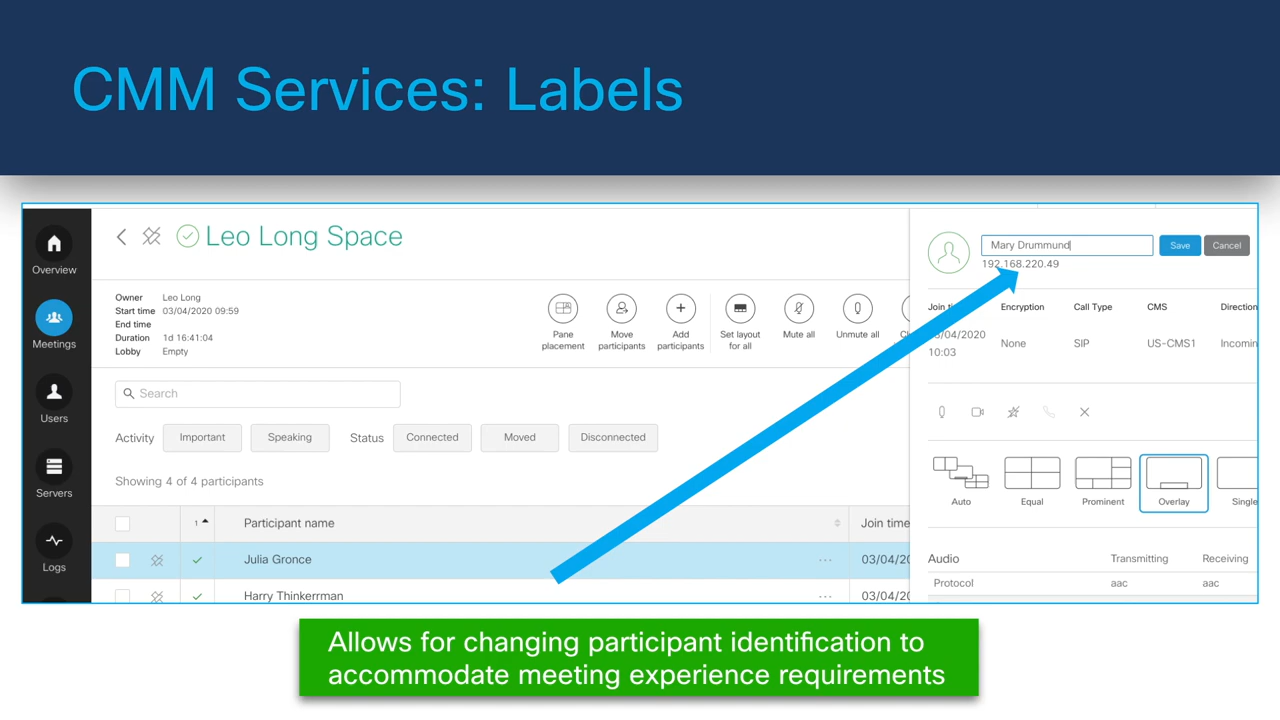 CMM Services: Labels
Overview
Meetings
Users
Servers
Logs
Leo Long Space
Owner Leo Long
Start time 03/04/2020 09:59
End time
Duration 1d 16:41:04
Lobby Empty
Pane placement
Move participants
Add participants
Set layout for all
Mute all
Unmute all
Search
Activity Important Speaking Status Connected Moved Disconnected
Showing 4 of 4 participants
1 Participant name Join time
Julia Gronce ... 03/04/20
Harry Thinkerrman ... 03/04/20
Mary Drummund Save Cancel
192.168.220.49
Join Encryption Call Type CMS Direction
/04/2020
10:03 None SIP US-CMS1 Incomin
Auto Equal Prominent Overlay Single
Audio Transmitting Receiving
Protocol aac aac
Allows for changing participant identification to
accommodate meeting experience requirements